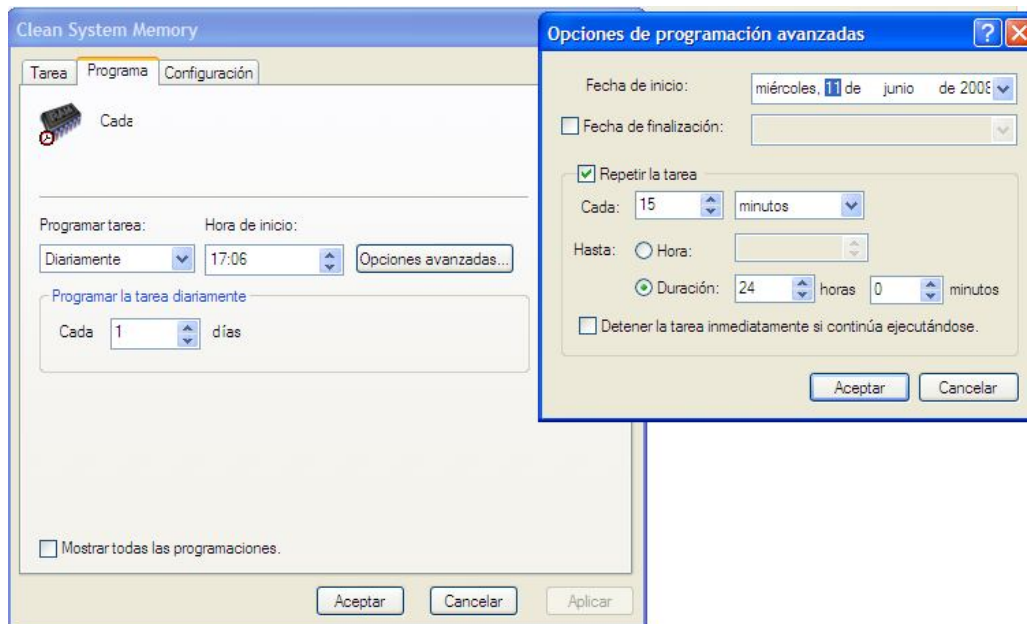 Clean System Memory
Tarea Programa Configuración
Cada
Programar tarea: Hora de inicio:
Diariamente 17:06 Opciones avanzadas...
Programar la tarea diariamente
Cada 1 días
Mostrar todas las programaciones.
Aceptar Cancelar Aplicar
Opciones de programación avanzadas
Fecha de inicio: miércoles, 11 de junio de 2008
Fecha de finalización:
Repetir la tarea
Cada: 15 minutos
Hasta: Hora:
Duración: 24 horas 0 minutos
Detener la tarea inmediatamente si continúa ejecutándose.
Aceptar Cancelar